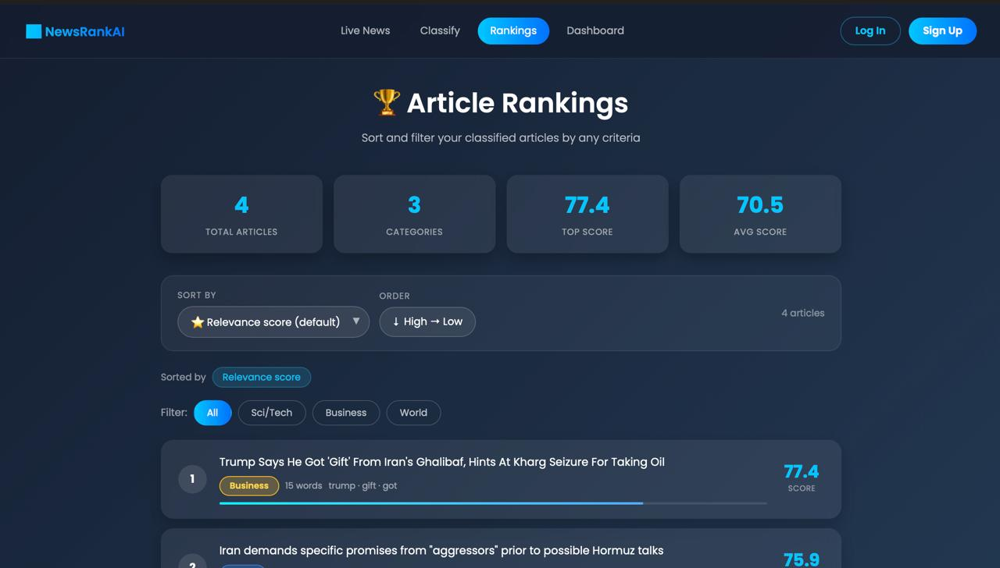 NewsRankAI
Live News
Classify
Rankings
Dashboard
Log In
Sign Up
🏆 Article Rankings
Sort and filter your classified articles by any criteria
4
TOTAL ARTICLES
3
CATEGORIES
77.4
TOP SCORE
70.5
AVG SCORE
SORT BY
⭐ Relevance score (default) ▼
ORDER
↓ High → Low
4 articles
Sorted by Relevance score
Filter: All Sci/Tech Business World
1
Trump Says He Got 'Gift' From Iran's Ghalibaf, Hints At Kharg Seizure For Taking Oil
Business 15 words trump · gift · got
77.4
SCORE
2
Iran demands specific promises from "aggressors" prior to possible Hormuz talks
75.9